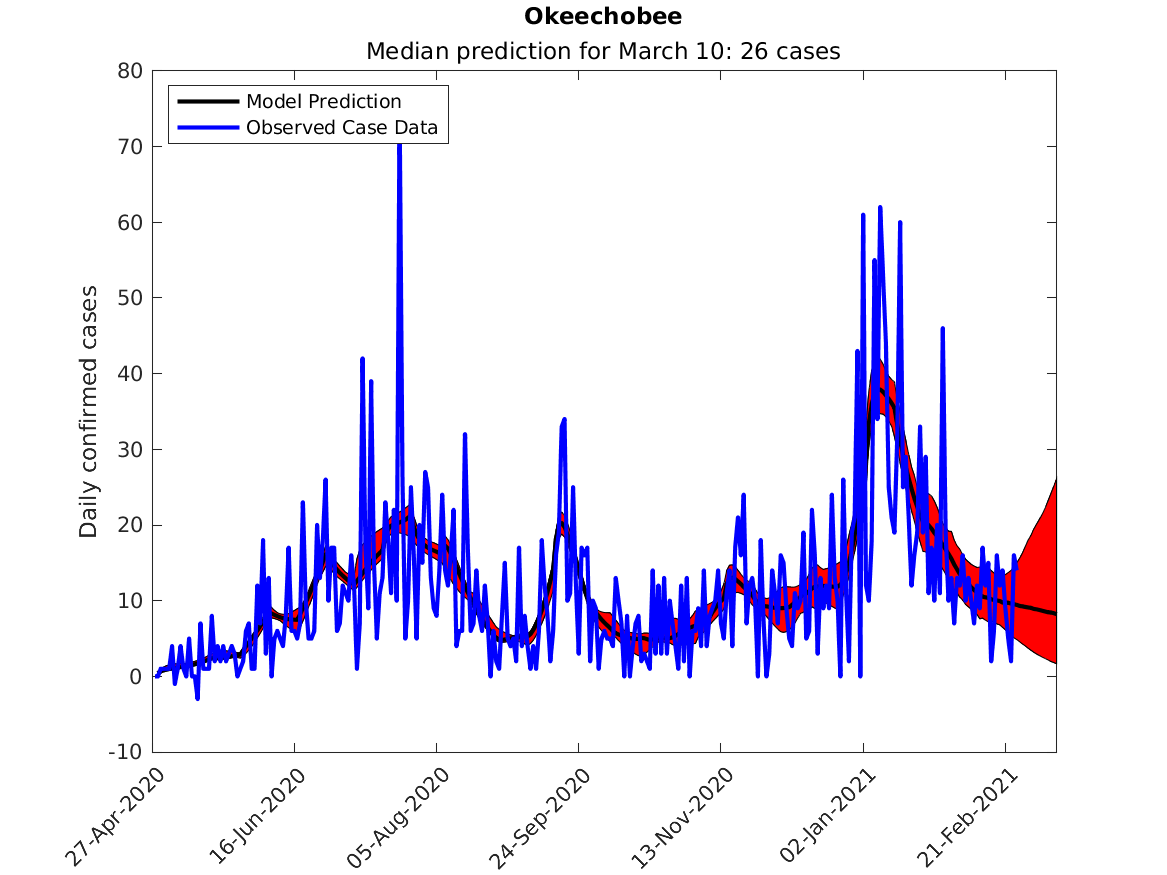 Okeechobee
Median prediction for March 10: 26 cases
Model Prediction
Observed Case Data
Daily confirmed cases
80
70
60
50
40
30
20
10
0
-10
27-Apr-2020
16-Jun-2020
05-Aug-2020
24-Sep-2020
13-Nov-2020
02-Jan-2021
21-Feb-2021